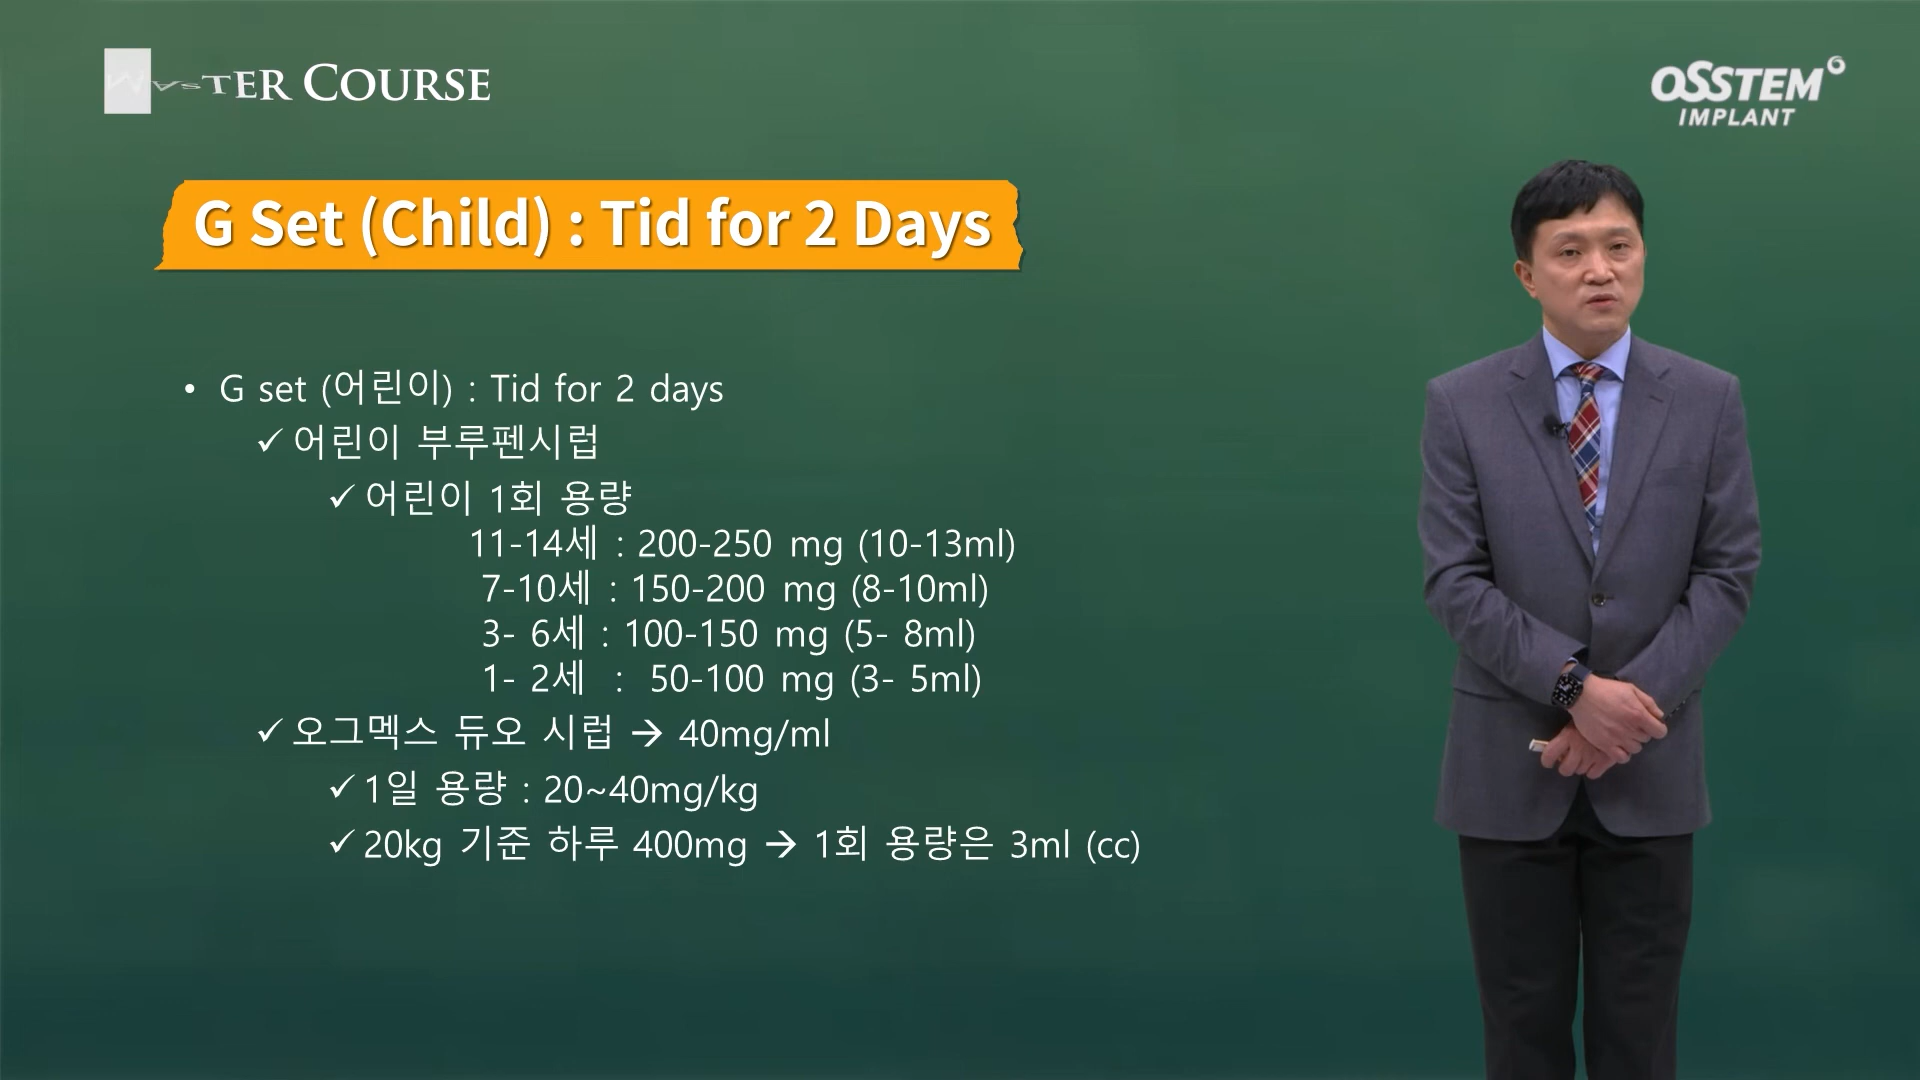 MASTER COURSE
OSSTEM
IMPLANT
G Set (Child) : Tid for 2 Days
• G set (어린이) : Tid for 2 days
✓ 어린이 부루펜시럽
✓ 어린이 1회 용량
11-14세 : 200-250 mg (10-13ml)
7-10세 : 150-200 mg (8-10ml)
3- 6세 : 100-150 mg (5- 8ml)
1- 2세 : 50-100 mg (3- 5ml)
✓ 오그멕스 듀오 시럽 → 40mg/ml
✓ 1일 용량 : 20~40mg/kg
✓ 20kg 기준 하루 400mg → 1회 용량은 3ml (cc)